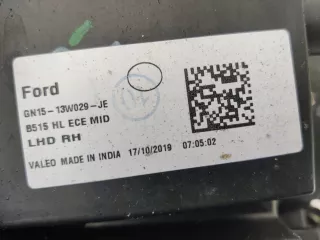 Ford
GN15-13W029-JE
B515 HL ECE MID
LHD RH
VALEO MADE IN INDIA 17/10/2019 07:05:02